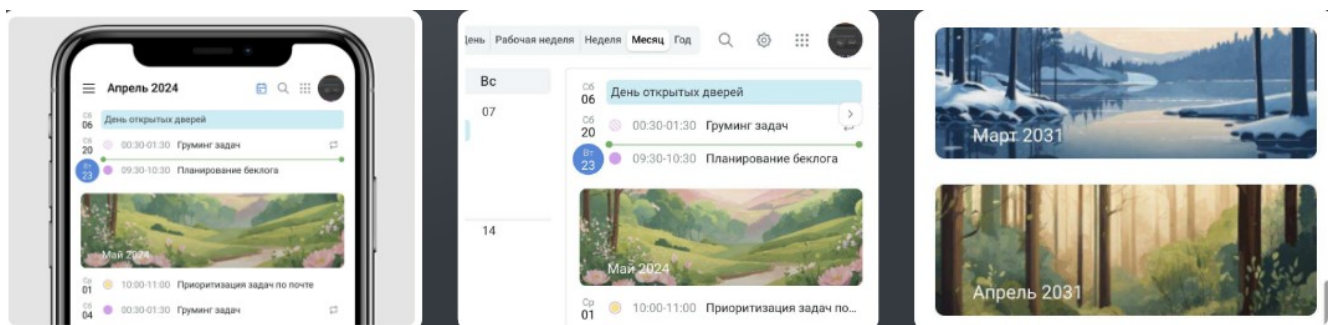 Апрель 2024
Сб
06 День открытых дверей
Сб
20 00:30-01:30 Груминг задач
Вт
23 09:30-10:30 Планирование беклога
Май 2024
Ср
01 10:00-11:00 Приоритизация задач по почте
Сб
04 00:30-01:30 Груминг задач
День Рабочая неделя Неделя Месяц Год
Вс
07
14
Сб
06 День открытых дверей
Сб
20 00:30-01:30 Груминг задач
Вт
23 09:30-10:30 Планирование беклога
Май 2024
Ср
01 10:00-11:00 Приоритизация задач по...
Март 2031
Апрель 2031